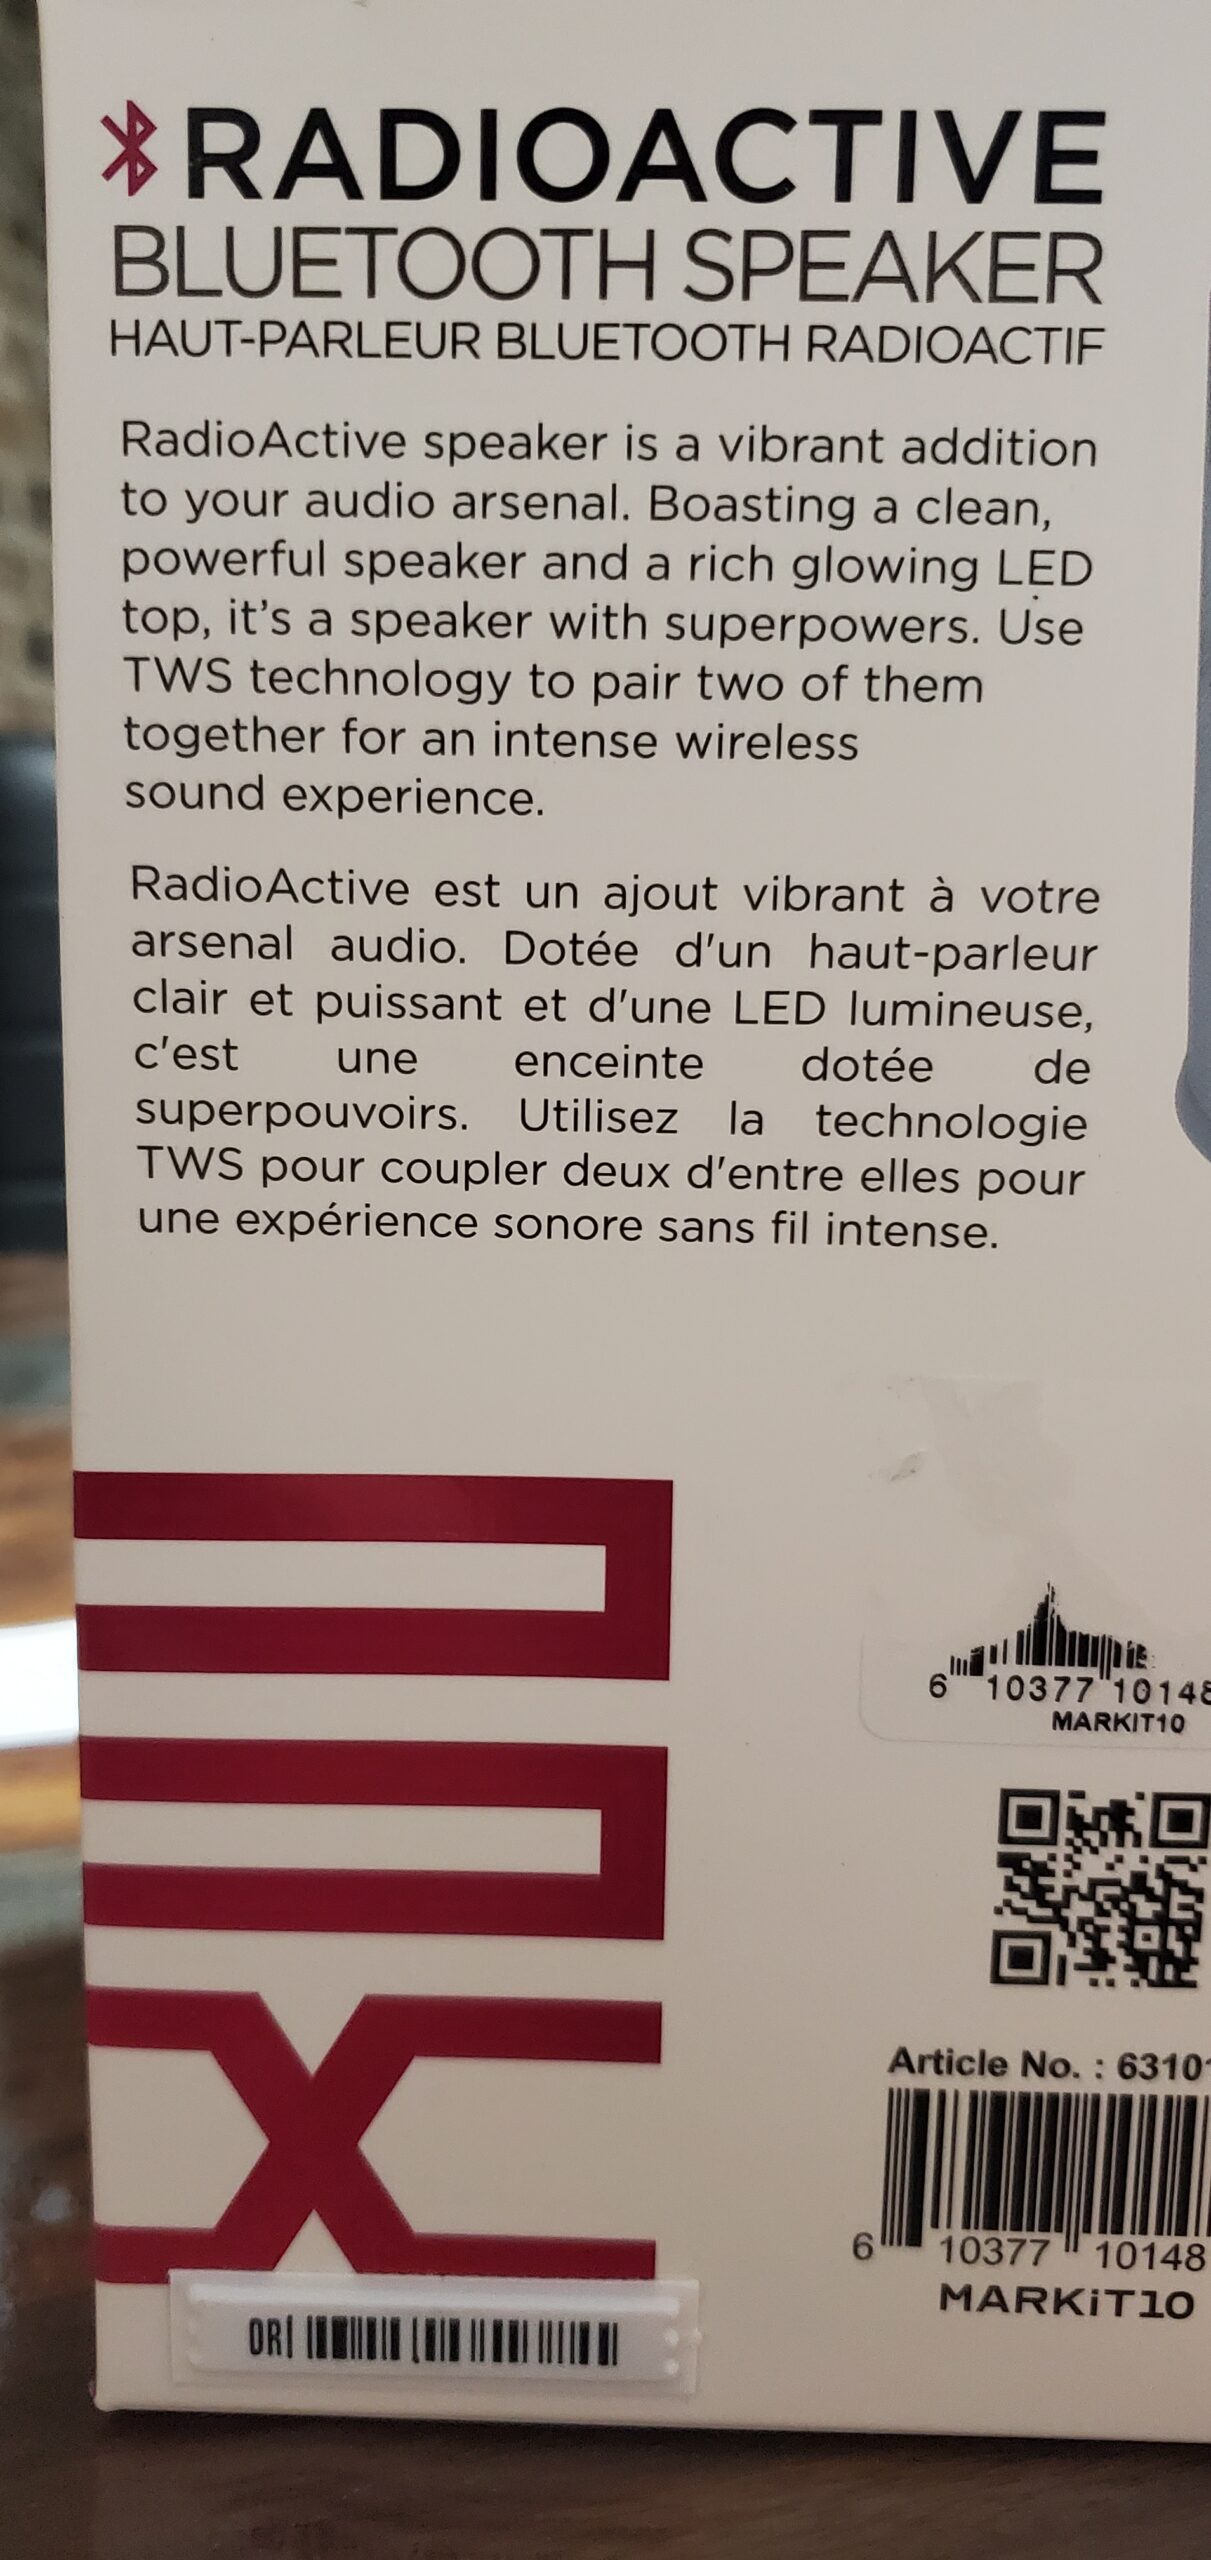 RADIOACTIVE
BLUETOOTH SPEAKER
HAUT-PARLEUR BLUETOOTH RADIOACTIF
RadioActive speaker is a vibrant addition
to your audio arsenal. Boasting a clean,
powerful speaker and a rich glowing LED
top, it's a speaker with superpowers. Use
TWS technology to pair two of them
together for an intense wireless
sound experience.
RadioActive est un ajout vibrant à votre
arsenal audio. Dotée d'un haut-parleur
clair et puissant et d'une LED lumineuse,
c'est une enceinte dotée de
superpouvoirs. Utilisez la technologie
TWS pour coupler deux d'entre elles pour
une expérience sonore sans fil intense.
6 10377 10148
MARKIT10
Article No. : 6310
6 10377 10148
MARKiT10